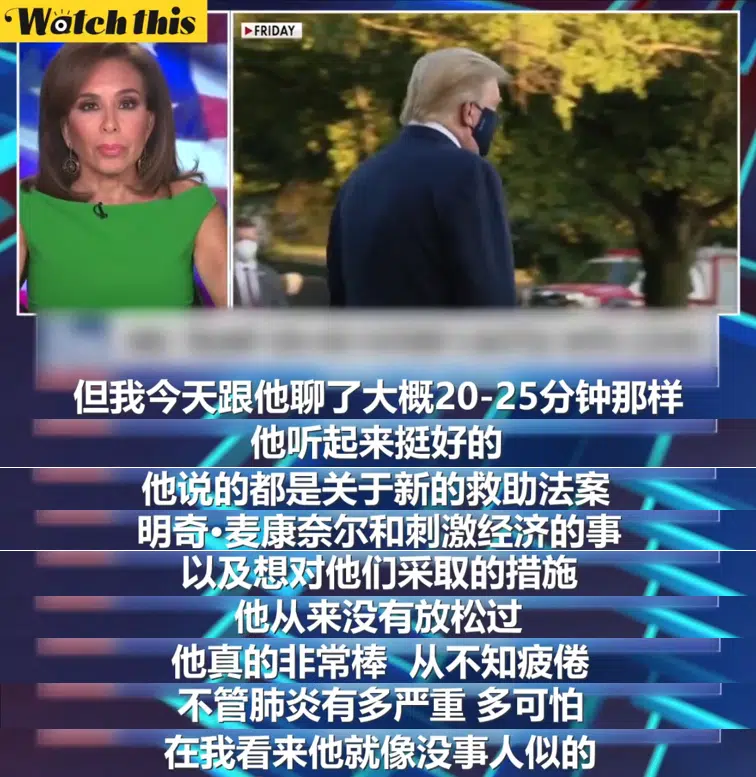 Watch this
FRIDAY
但我今天跟他聊了大概20-25分钟那样
他听起来挺好的
他说的都是关于新的救助法案
明奇·麦康奈尔和刺激经济的事
以及想对他们采取的措施
他从来没有放松过
他真的非常棒 从不知疲倦
不管肺炎有多严重 多可怕
在我看来他就像没事人似的